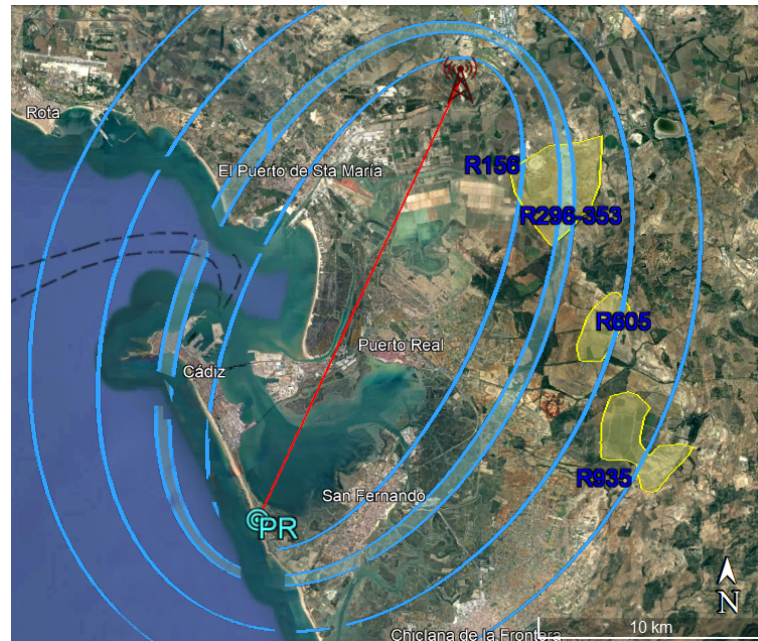 Rota
R156
El Puerto de Sta María
R296-353
R605
Puerto Real
Cádiz
R935
San Fernando
PR
N
10 km
Chiclana de la Frontera